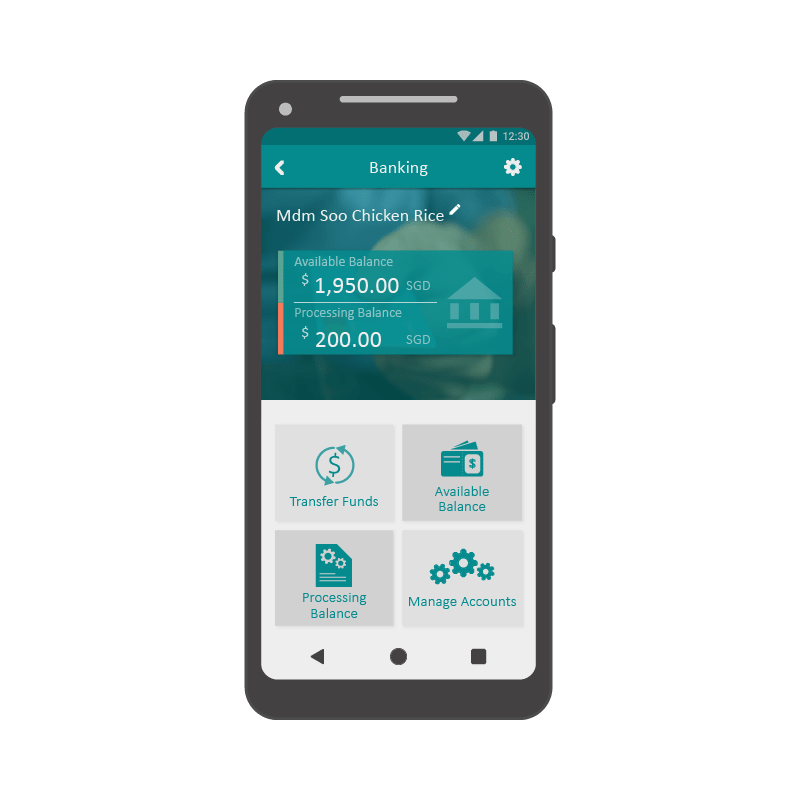 12:30
Banking
Mdm Soo Chicken Rice
Available Balance
$ 1,950.00 SGD
Processing Balance
$ 200.00 SGD
$
$
Transfer Funds
Available
Balance
Processing
Balance
Manage Accounts